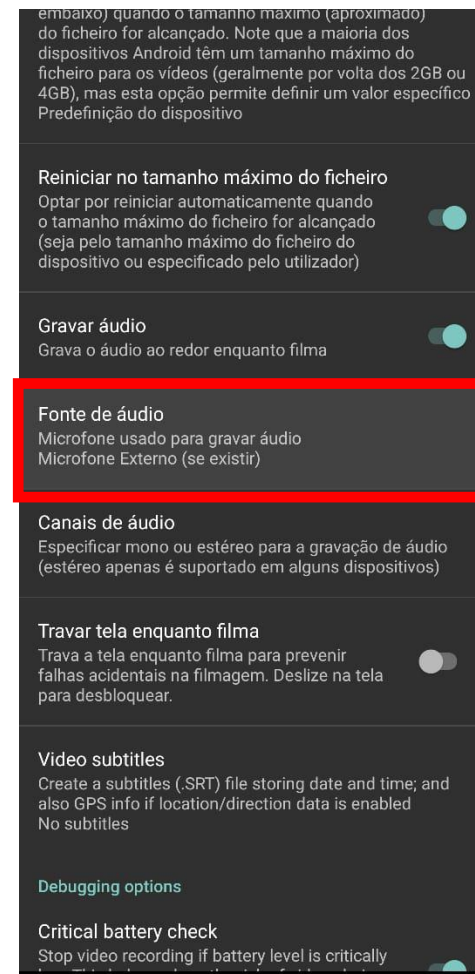 embaixo) quando o tamanho máximo (aproximado)
do ficheiro for alcançado. Note que a maioria dos
dispositivos Android têm um tamanho máximo do
ficheiro para os vídeos (geralmente por volta dos 2GB ou
4GB), mas esta opção permite definir um valor específico
Predefinição do dispositivo
Reiniciar no tamanho máximo do ficheiro
Optar por reiniciar automaticamente quando
o tamanho máximo do ficheiro for alcançado
(seja pelo tamanho máximo do ficheiro do
dispositivo ou especificado pelo utilizador)
Gravar áudio
Grava o áudio ao redor enquanto filma
Fonte de áudio
Microfone usado para gravar áudio
Microfone Externo (se existir)
Canais de áudio
Especificar mono ou estéreo para a gravação de áudio
(estéreo apenas é suportado em alguns dispositivos)
Travar tela enquanto filma
Trava a tela enquanto filma para prevenir
falhas acidentais na filmagem. Deslize na tela
para desbloquear.
Video subtitles
Create a subtitles (.SRT) file storing date and time; and
also GPS info if location/direction data is enabled
No subtitles
Debugging options
Critical battery check
Stop video recording if battery level is critically